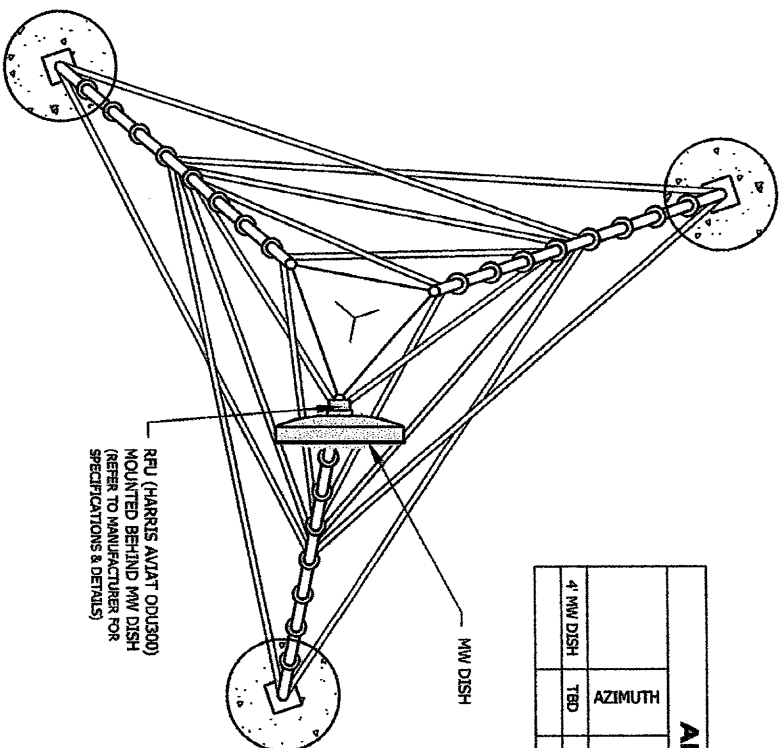 A
AZIMUTH
4' MW DISH
TBD
MW DISH
RFU (HARRIS AVIAT ODU300)
MOUNTED BEHIND MW DISH
(REFER TO MANUFACTURER FOR
SPECIFICATIONS & DETAILS)